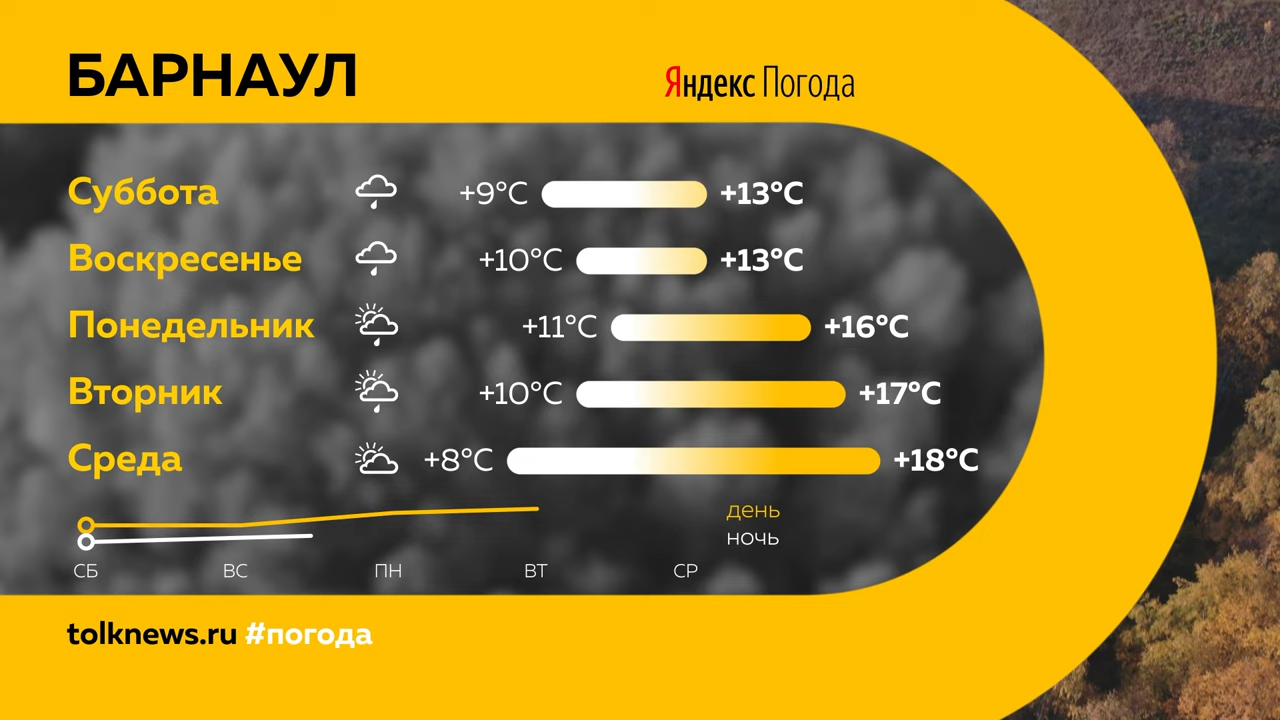 БАРНАУЛ
Яндекс Погода
Суббота +9°C +13°C
Воскресенье +10°C +13°C
Понедельник +11°C +16°C
Вторник +10°C +17°C
Среда +8°C +18°C
день
ночь
СБ ВС ПН ВТ СР
tolknews.ru #погода